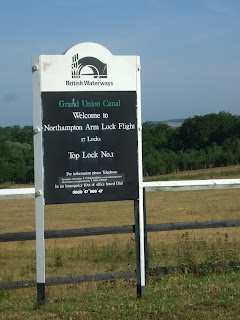 British Waterways
Grand Union Canal
Welcome to
Northampton Arm Lock Flight
17 Locks
Top Lock No.1
For information please Telephone
In an emergency out of office hours Dial